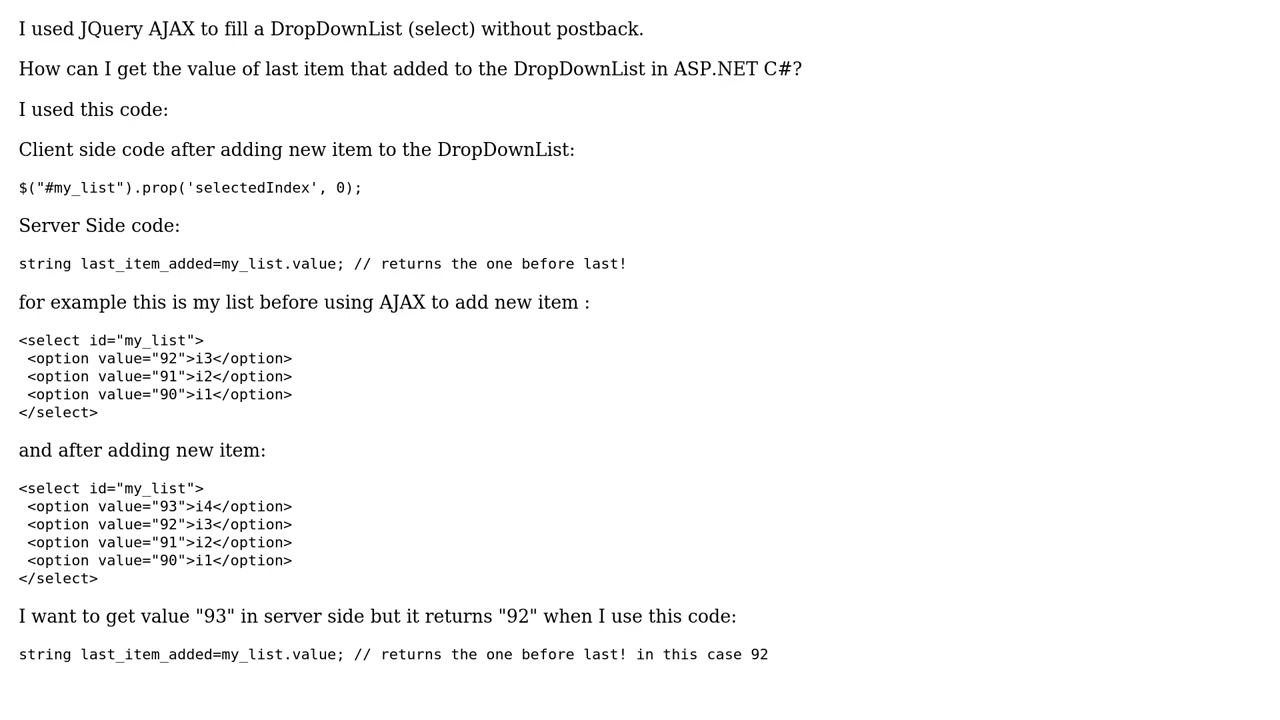 I used JQuery AJAX to fill a DropDownList (select) without postback.
How can I get the value of last item that added to the DropDownList in ASP.NET C#?
I used this code:
Client side code after adding new item to the DropDownList:
$("#my_list").prop('selectedIndex', 0);
Server Side code:
string last_item_added=my_list.value; // returns the one before last!
for example this is my list before using AJAX to add new item :
<select id="my_list">
 <option value="92">i3</option>
 <option value="91">i2</option>
 <option value="90">i1</option>
</select>
and after adding new item:
<select id="my_list">
 <option value="93">i4</option>
 <option value="92">i3</option>
 <option value="91">i2</option>
 <option value="90">i1</option>
</select>
I want to get value "93" in server side but it returns "92" when I use this code:
string last_item_added=my_list.value; // returns the one before last! in this case 92